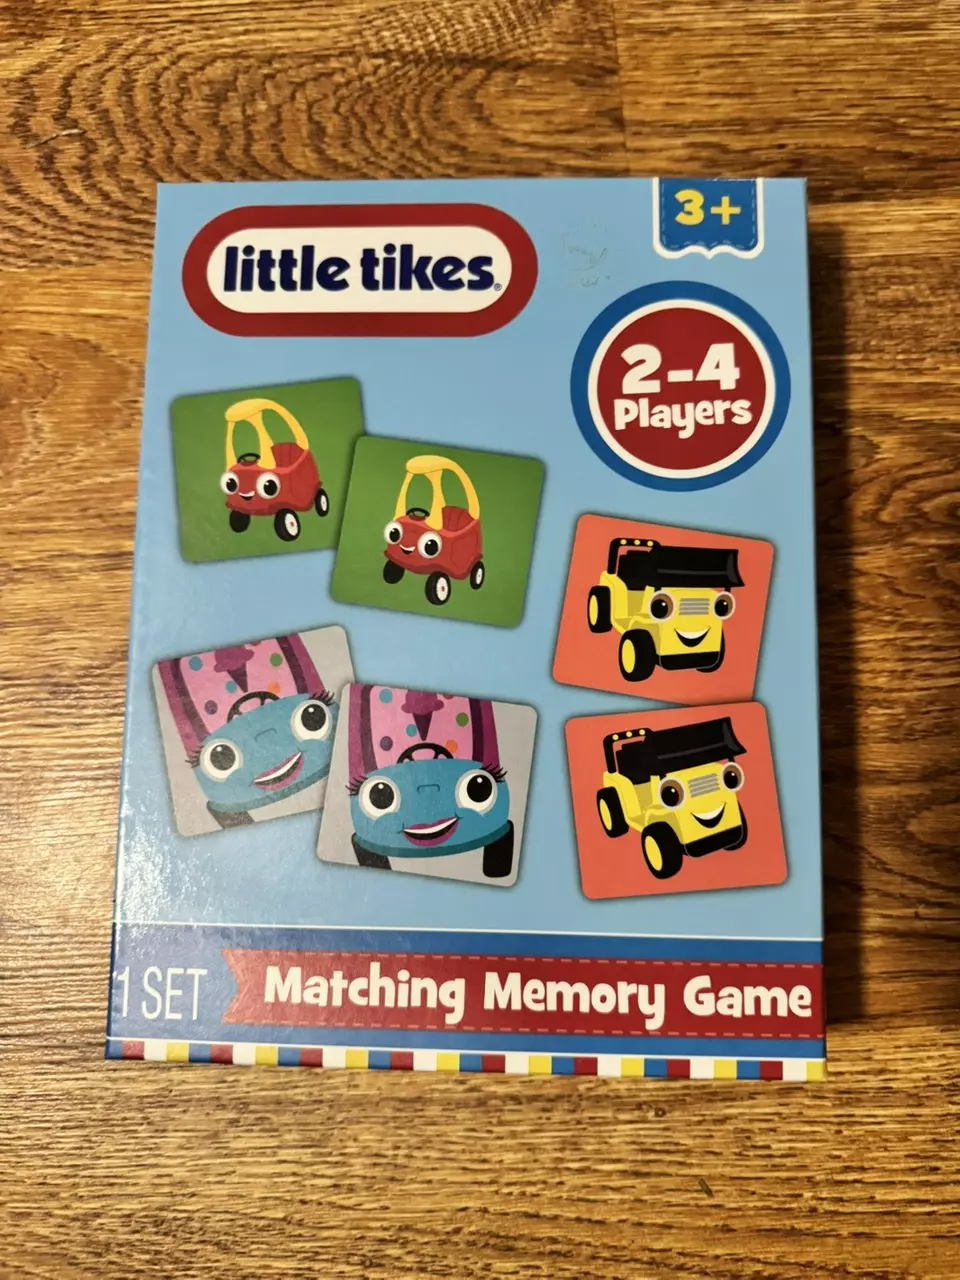 little tikes®
3+
2-4
Players
1 SET
Matching Memory Game